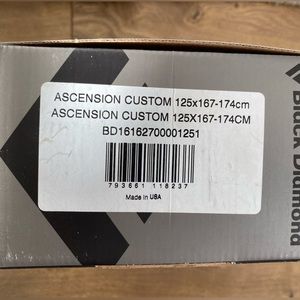 ASCENSION CUSTOM 125x167-174cm
ASCENSION CUSTOM 125X167-174CM
BD16162700001251
793661 118237
Made in USA
Black Diamond